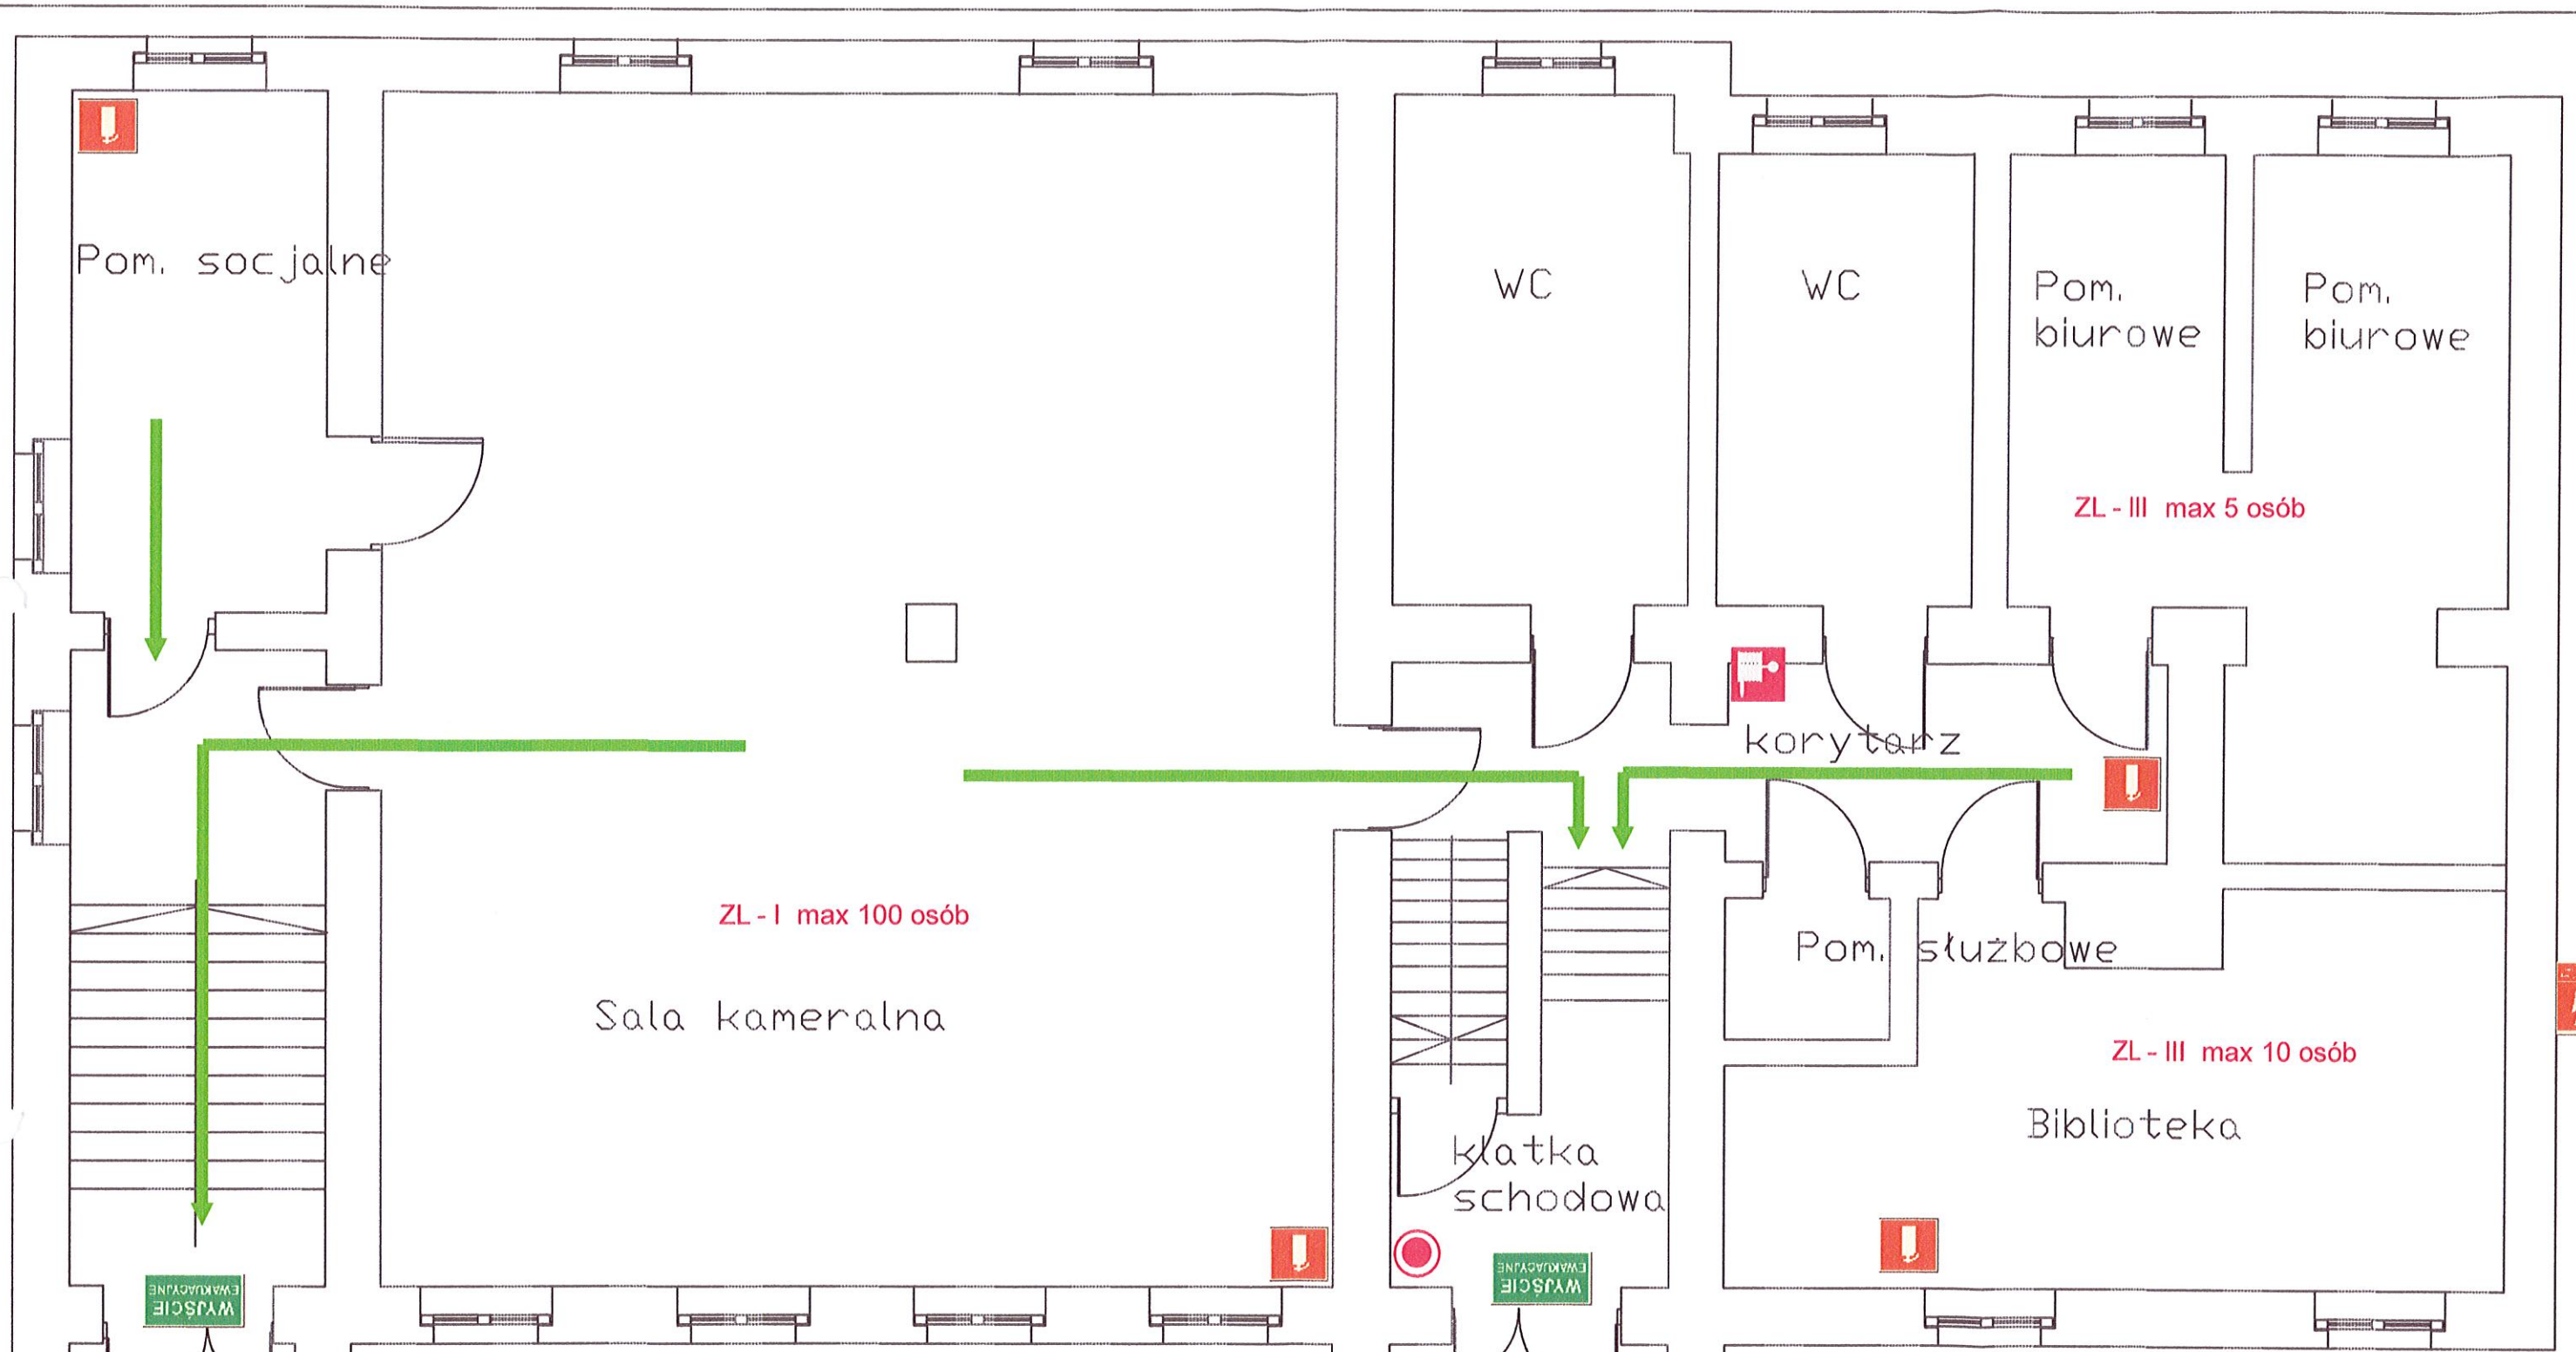 Pom. socjalne
WC
WC
Pom.
biurowe
Pom.
biurowe
ZL - III max 5 osób
korytarz
ZL - I max 100 osób
Sala kameralna
Pom. służbowe
ZL - III max 10 osób
Biblioteka
klatka
schodowa
WYJŚCIE
EWAKUACYJNE
WYJŚCIE
EWAKUACYJNE